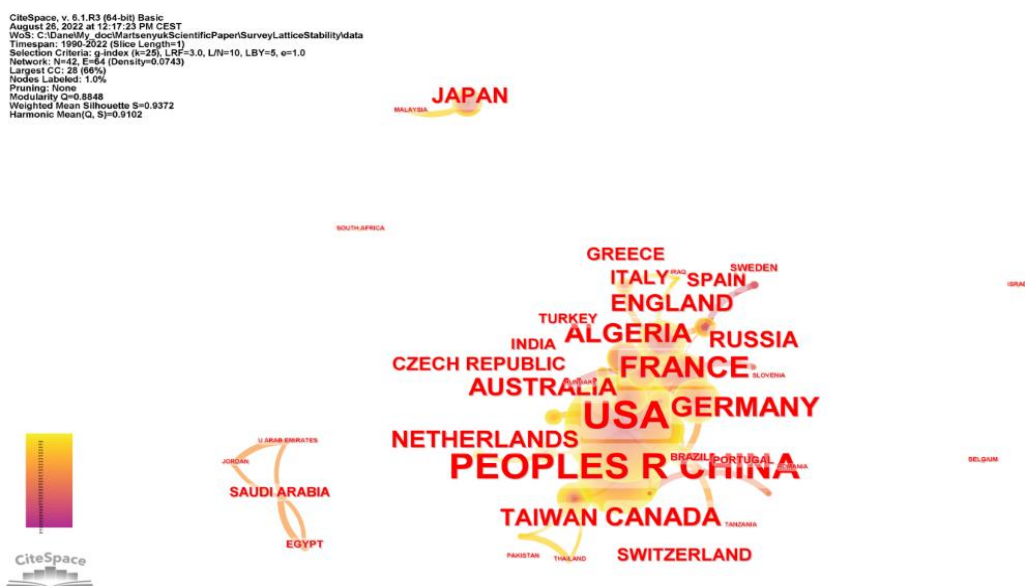 CiteSpace, v. 6.1.R3 (64-bit) Basic
August 26, 2022 at 12:17:23 PM CEST
WoS: C:\Dane\My_doc\MartsenyukScientificPaper\SurveyLatticeStability\data
Timespan: 1990-2022 (Slice Length=1)
Selection Criteria: g-index (k=25), LRF=3.0, L/N=10, LBY=5, e=1.0
Network: N=42, E=64 (Density=0.0743)
Largest CC: 28 (66%)
Nodes Labeled: 1.0%
Pruning: None
Modularity Q=0.8848
Weighted Mean Silhouette S=0.9372
Harmonic Mean(Q, S)=0.9102
JAPAN
MALAYSIA
SOUTH AFRICA
GREECE
SWEDEN
ITALY
IRAQ
SPAIN
ISRAE
ENGLAND
TURKEY
ALGERIA
RUSSIA
INDIA
CZECH REPUBLIC
FRANCE
SLOVENIA
AUSTRALIA
HUNGARY
USA
GERMANY
NETHERLANDS
U ARAB EMIRATES
PEOPLES R CHINA
BRAZIL
PORTUGAL
ROMANIA
BELGIUM
JORDAN
SAUDI ARABIA
TAIWAN
CANADA
TANZANIA
EGYPT
PAKISTAN
THAILAND
SWITZERLAND
CiteSpace